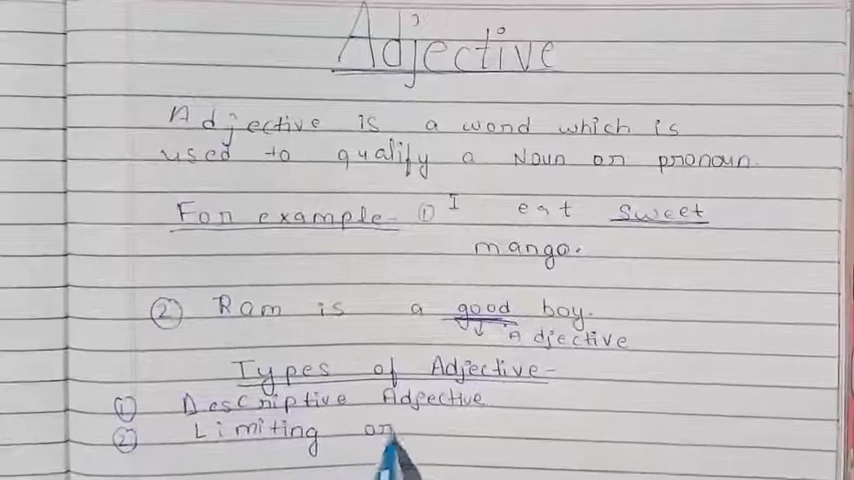 Adjective
Adjective is a word which is
used to qualify a Noun or pronoun.
For example- ① I eat sweet
mango.
② Ram is a good boy.
Adjective
Types of Adjective-
① Descriptive Adjective
② Limiting or